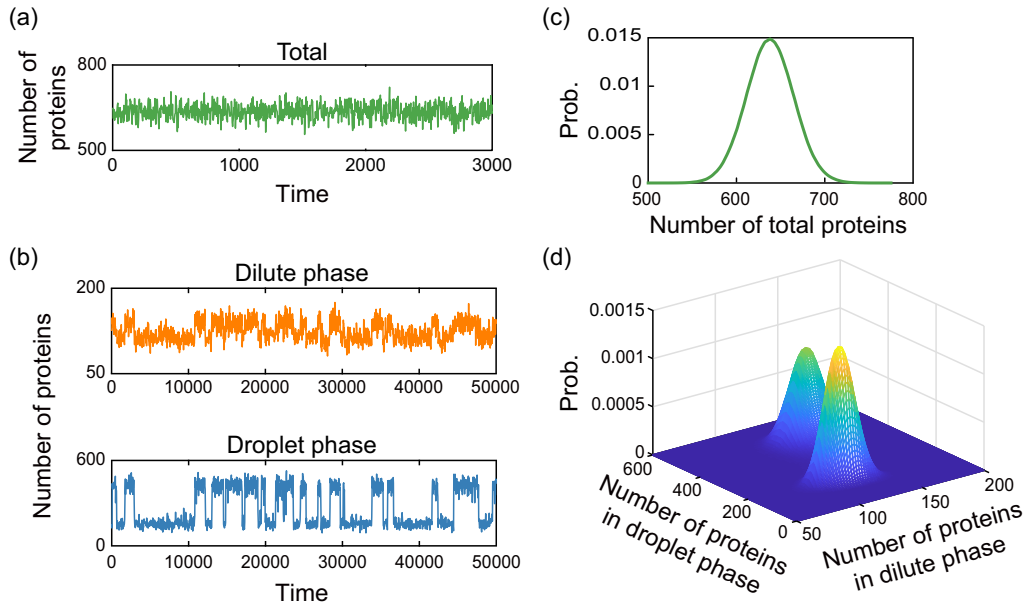 (a)
Total
Number of
proteins
800
500
0
1000
2000
3000
Time
(b)
Dilute phase
Number of proteins
200
50
0
10000
20000
30000
40000
50000
Droplet phase
600
0
0
10000
20000
30000
40000
50000
Time
(c)
Prob.
0.015
0.01
0.005
0
500
600
700
800
Number of total proteins
(d)
Prob.
0.0015
0.001
0.0005
0
600
400
200
0
Number of proteins
in droplet phase
50
100
150
200
Number of proteins
in dilute phase